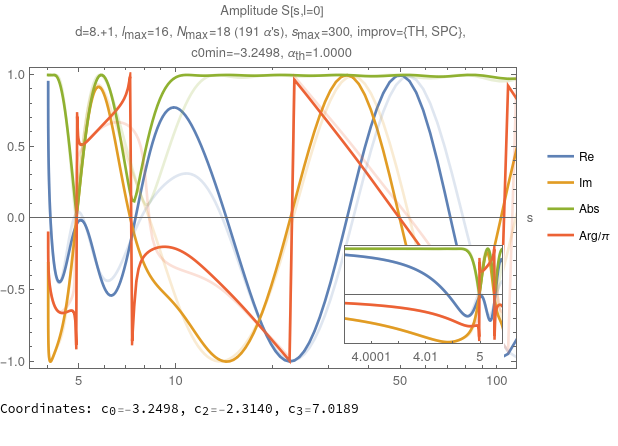 Amplitude S[s,l=0]
d=8.+1, lmax=16, Nmax=18 (191 α's), smax=300, improv={TH, SPC},
c0min=-3.2498, αth=1.0000
1.0
0.5
0.0
-0.5
-1.0
5
10
50
100
s
4.0001
4.01
5
Re
Im
Abs
Arg/π
Coordinates: c0=-3.2498, c2=-2.3140, c3=7.0189